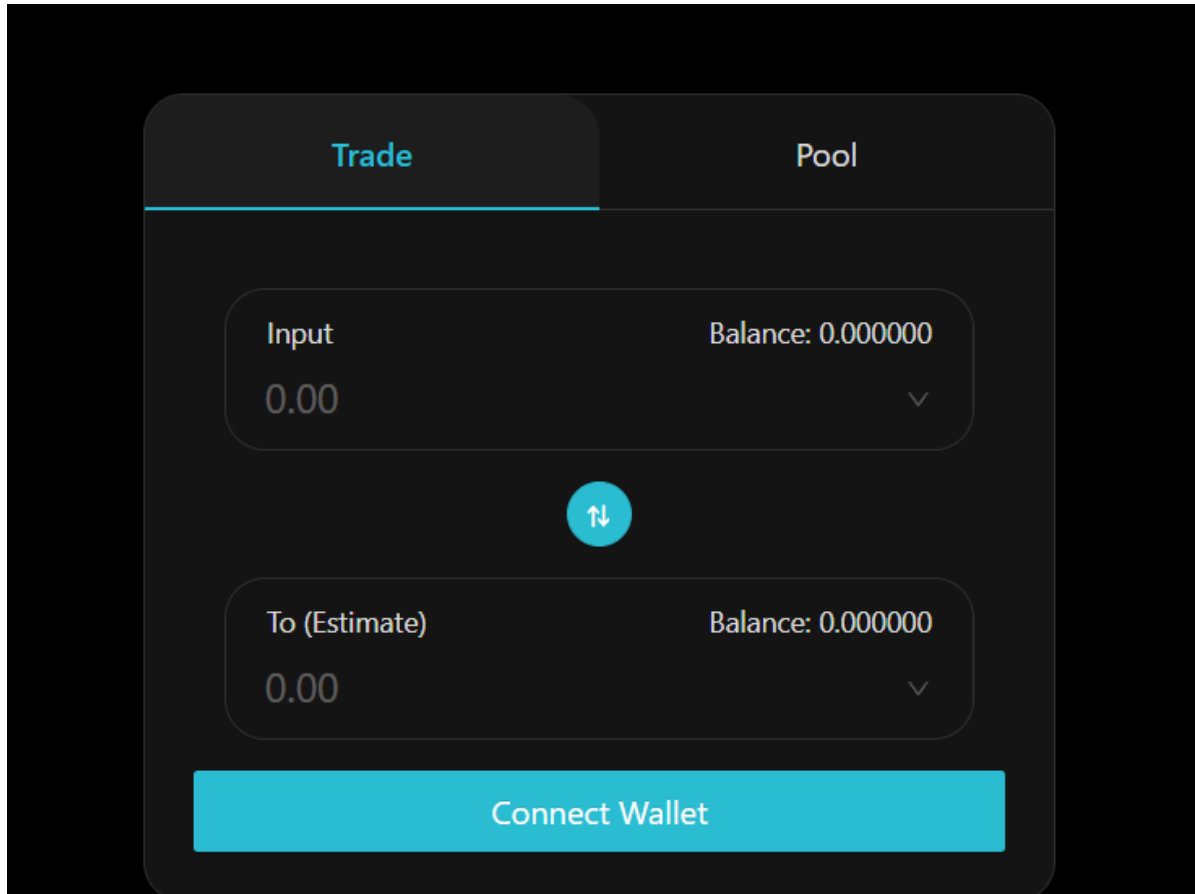 Trade Pool
Input Balance: 0.000000
0.00
To (Estimate) Balance: 0.000000
0.00
Connect Wallet